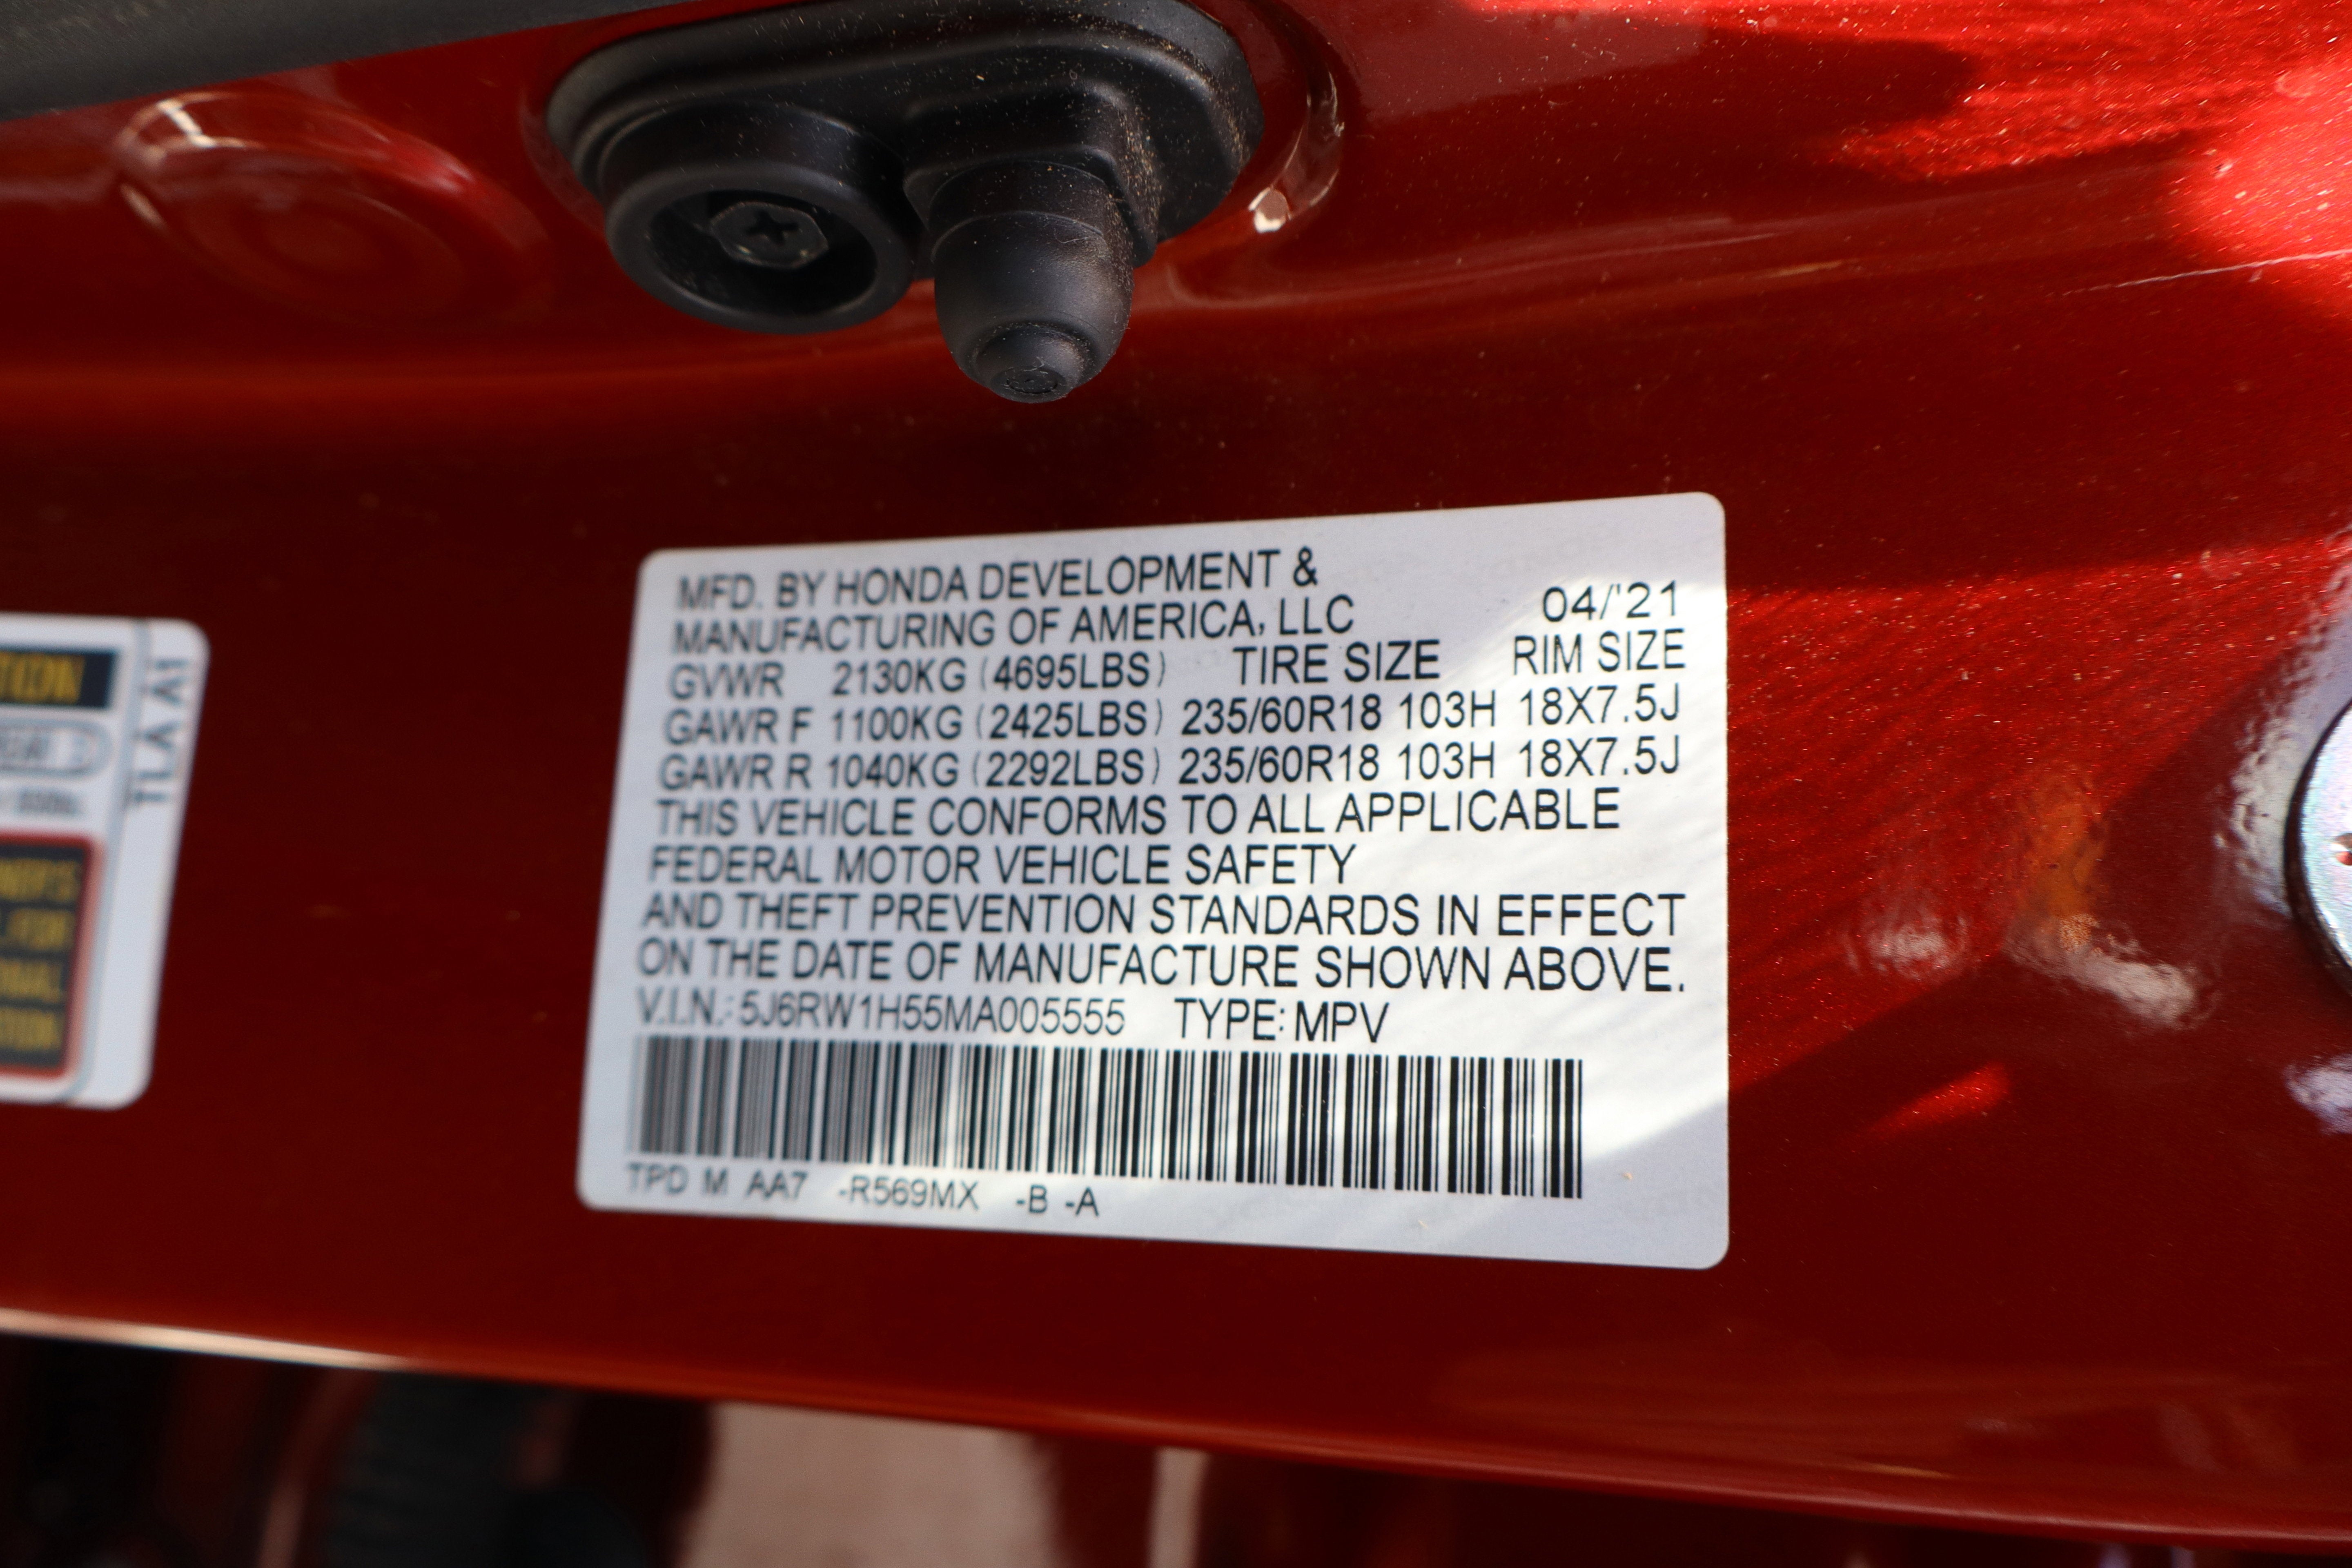 MFD. BY HONDA DEVELOPMENT &
MANUFACTURING OF AMERICA, LLC 04/'21
GVWR 2130KG (4695LBS) TIRE SIZE RIM SIZE
GAWR F 1100KG (2425LBS) 235/60R18 103H 18X7.5J
GAWR R 1040KG (2292LBS) 235/60R18 103H 18X7.5J
THIS VEHICLE CONFORMS TO ALL APPLICABLE
FEDERAL MOTOR VEHICLE SAFETY
AND THEFT PREVENTION STANDARDS IN EFFECT
ON THE DATE OF MANUFACTURE SHOWN ABOVE.
V.I.N.: 5J6RW1H55MA005555 TYPE: MPV
TPD M AA7 -R569MX -B -A